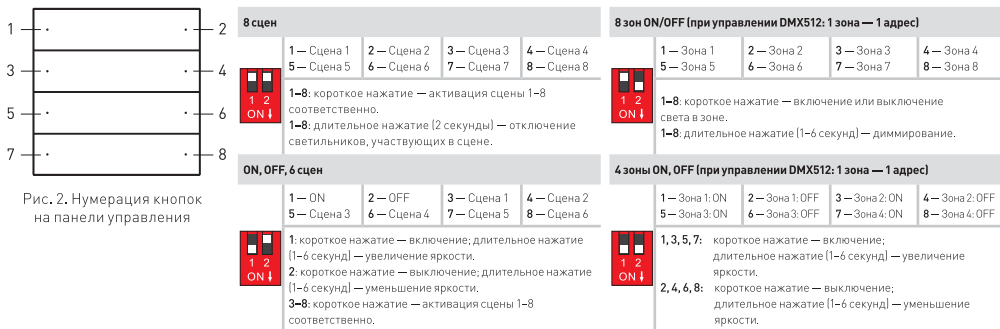 1
2
3
4
5
6
7
8
Рис. 2. Нумерация кнопок
на панели управления
8 сцен
1 — Сцена 1 2 — Сцена 2 3 — Сцена 3 4 — Сцена 4
5 — Сцена 5 6 — Сцена 6 7 — Сцена 7 8 — Сцена 8
1 2
ON ↓
1–8: короткое нажатие — активация сцены 1–8
соответственно.
1–8: длительное нажатие (2 секунды) — отключение
светильников, участвующих в сцене.
8 зон ON/OFF (при управлении DMX512: 1 зона — 1 адрес)
1 — Зона 1 2 — Зона 2 3 — Зона 3 4 — Зона 4
5 — Зона 5 6 — Зона 6 7 — Зона 7 8 — Зона 8
1 2
ON ↓
1–8: короткое нажатие — включение или выключение
света в зоне.
1–8: длительное нажатие (1–6 секунд) — диммирование.
ON, OFF, 6 сцен
1 — ON 2 — OFF 3 — Сцена 1 4 — Сцена 2
5 — Сцена 3 6 — Сцена 4 7 — Сцена 5 8 — Сцена 6
1 2
ON ↓
1: короткое нажатие — включение; длительное нажатие
(1–6 секунд) — увеличение яркости.
2: короткое нажатие — выключение; длительное нажатие
(1–6 секунд) — уменьшение яркости.
3–8: короткое нажатие — активация сцены 1–8
соответственно.
4 зоны ON, OFF (при управлении DMX512: 1 зона — 1 адрес)
1 — Зона 1: ON 2 — Зона 1: OFF 3 — Зона 2: ON 4 — Зона 2: OFF
5 — Зона 3: ON 6 — Зона 3: OFF 7 — Зона 4: ON 8 — Зона 4: OFF
1 2
ON ↓
1, 3, 5, 7: короткое нажатие — включение;
длительное нажатие (1–6 секунд) — увеличение
яркости.
2, 4, 6, 8: короткое нажатие — выключение;
длительное нажатие (1–6 секунд) — уменьшение
яркости.